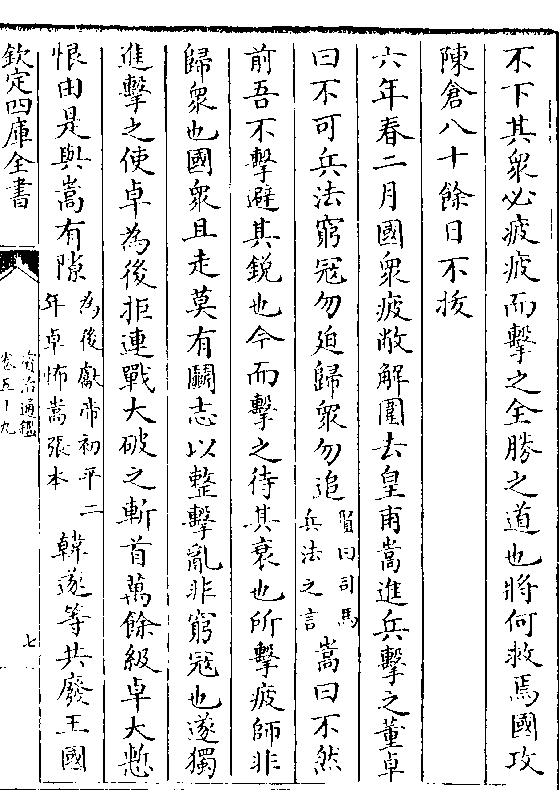 不下其衆必疲疲而擊之全勝之道也將何救焉國攻
陳倉八十餘日不拔
六年春二月國衆疲敝解圍去皇甫嵩進兵擊之董卓
曰不可兵法窮寇勿廹歸衆勿追賢曰司馬兵法之言嵩曰不然
前吾不擊避其鋭也今而擊之待其衰也所擊疲師非
歸衆也國衆且走莫有鬭志以整擊亂非窮寇也遂獨
進擊之使卓為後拒連戰大破之斬首萬餘級卓大慙
恨由是與嵩有隙為後獻帝初平二年卓怖嵩張本韓遂等共廢王國
欽定四庫全書
資治通鑑
卷五十九
七